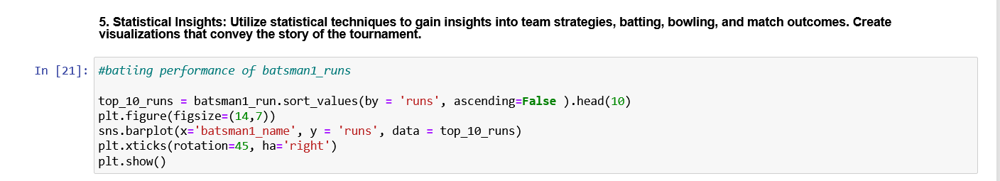 5. Statistical Insights: Utilize statistical techniques to gain insights into team strategies, batting, bowling, and match outcomes. Create
visualizations that convey the story of the tournament.
In [21]: #batiing performance of batsman1_runs
top_10_runs = batsman1_run.sort_values(by = 'runs', ascending=False ).head(10)
plt.figure(figsize=(14,7))
sns.barplot(x='batsman1_name', y = 'runs', data = top_10_runs)
plt.xticks(rotation=45, ha='right')
plt.show()